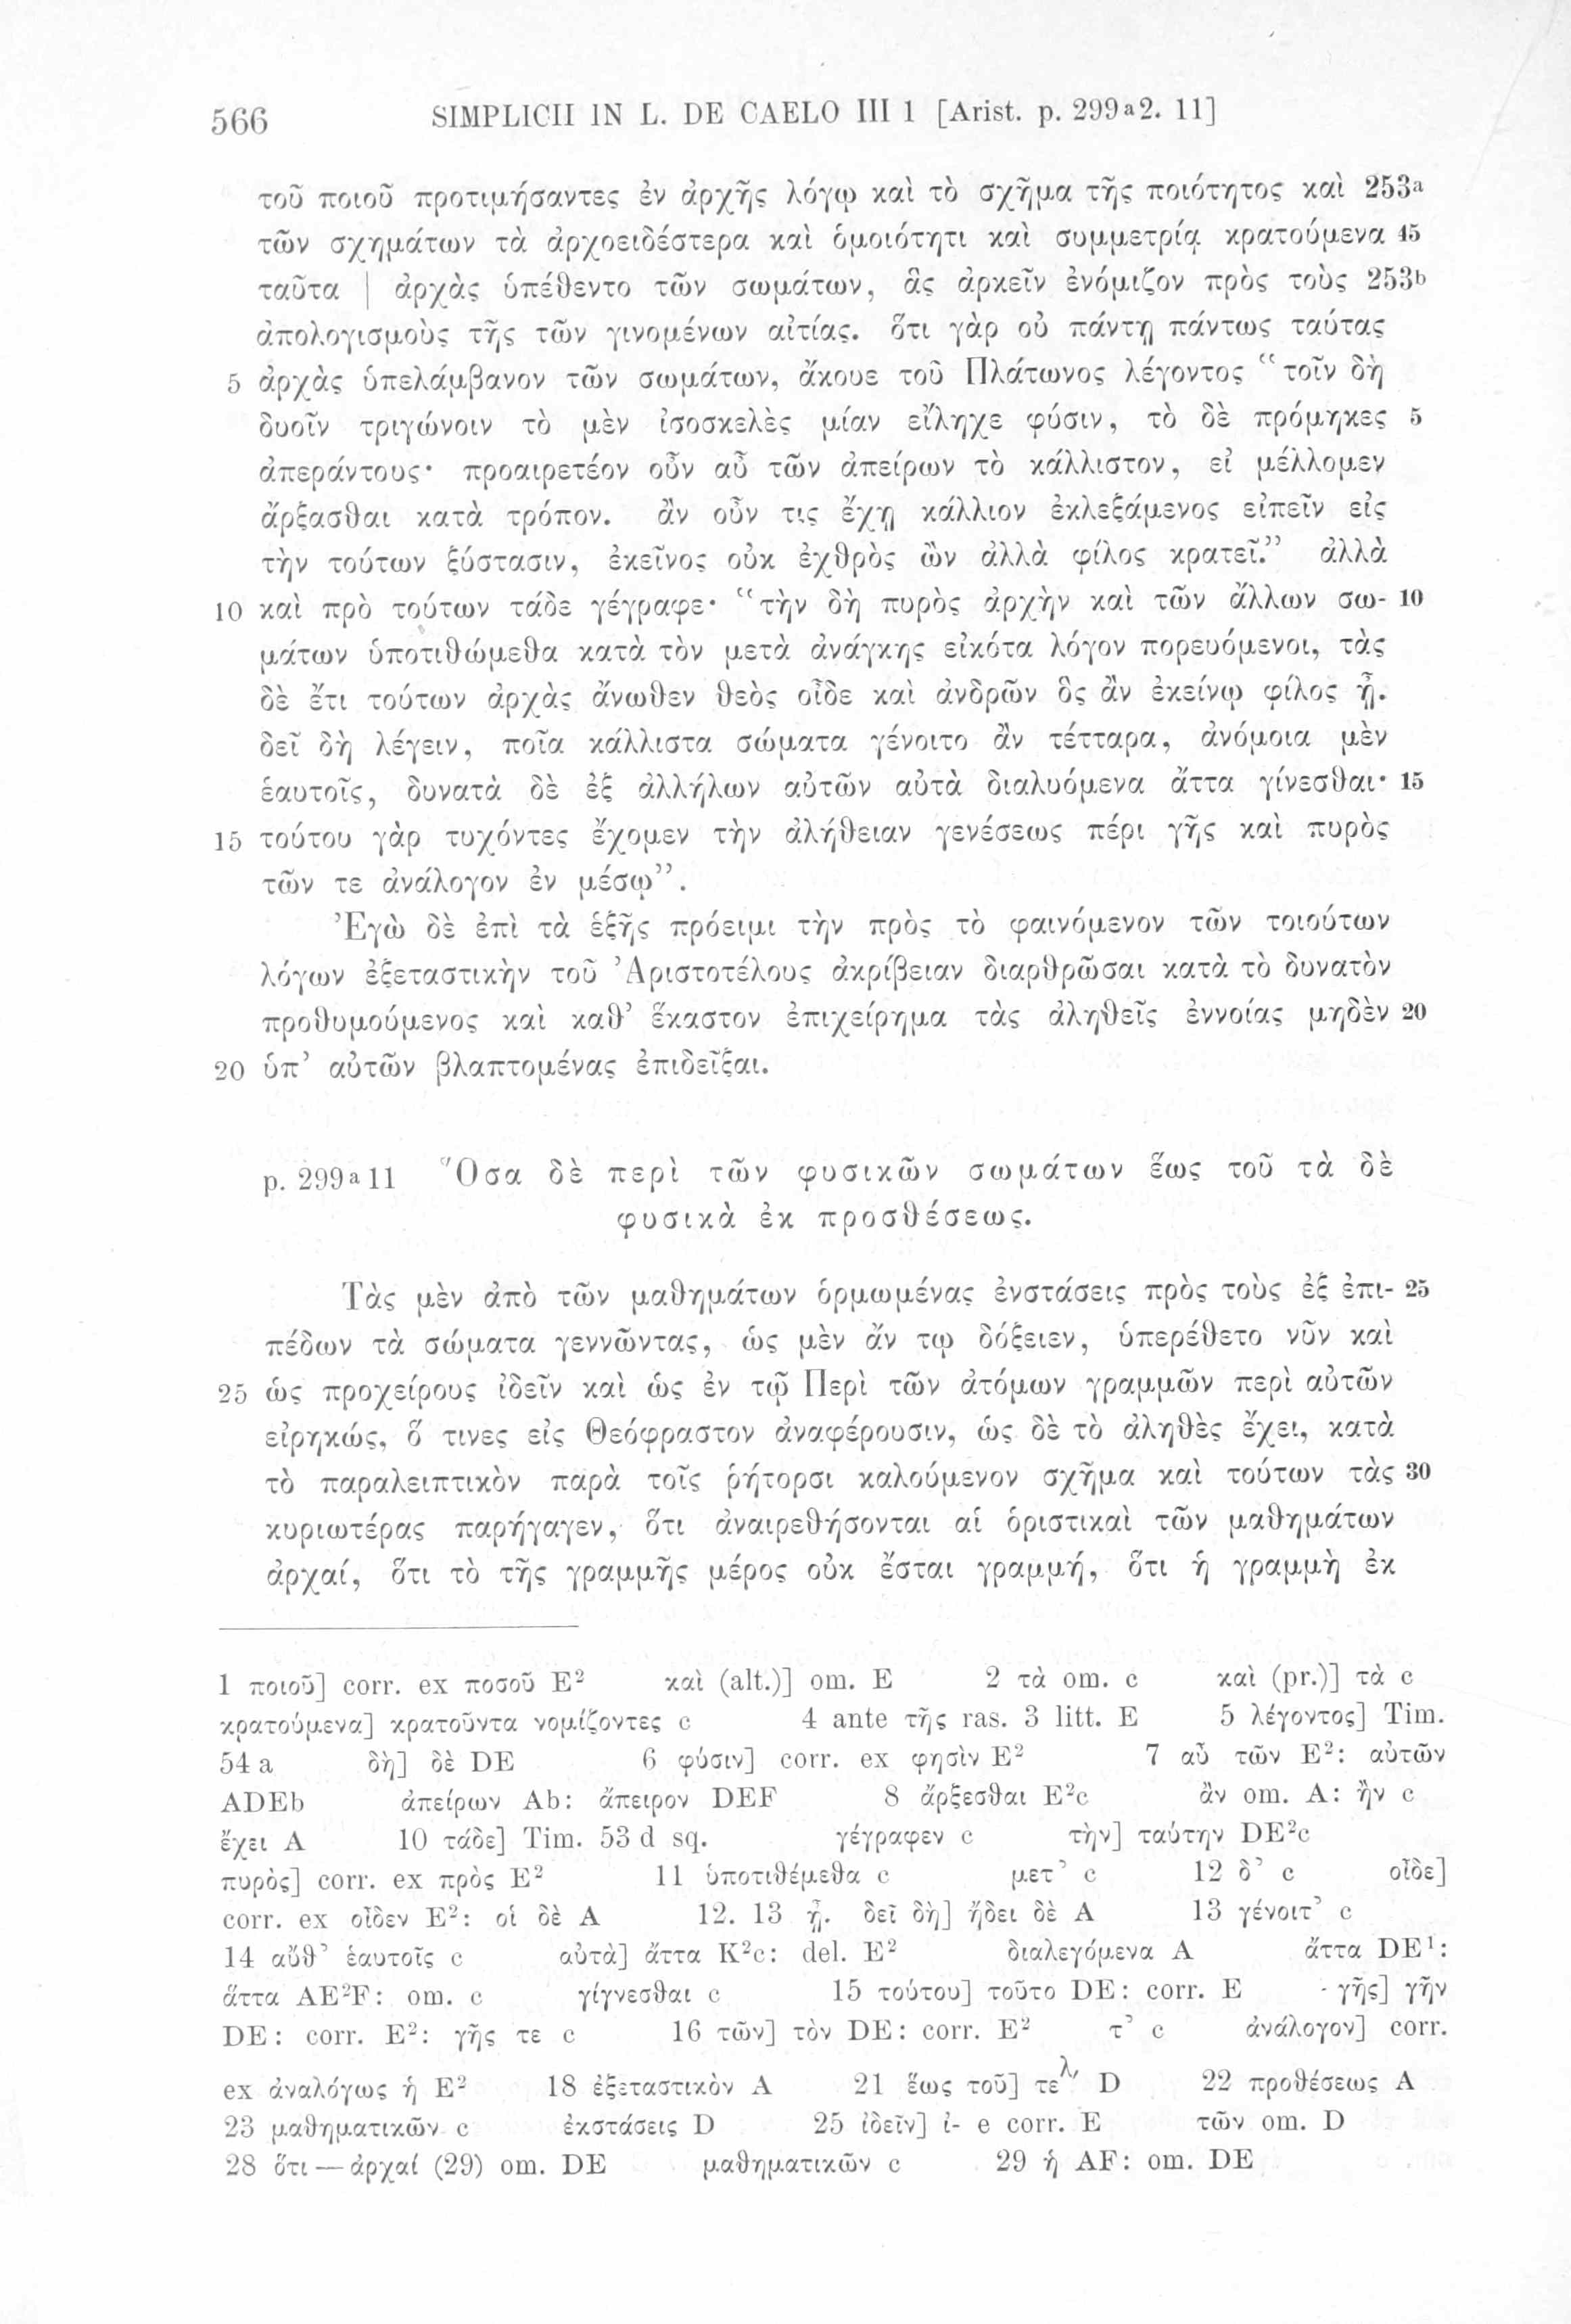 566 SIMPLICII IN L. DE CAELO III 1 [Arist. p. 299a2. 11]
τοῦ ποιοῦ προτιμήσαντες ἐν ἀρχῆς λόγῳ καὶ τὸ σχῆμα τῆς ποιότητος καὶ 253a
τῶν σχημάτων τὰ ἀρχοειδέστερα καὶ ὁμοιότητι καὶ συμμετρίᾳ κρατούμενα 45
ταῦτα | ἀρχὰς ὑπέθεντο τῶν σωμάτων, ἃς ἀρκεῖν ἐνόμιζον πρὸς τοὺς 253b
ἀπολογισμοὺς τῆς τῶν γινομένων αἰτίας. ὅτι γὰρ οὐ πάντῃ πάντως ταύτας
5 ἀρχὰς ὑπελάμβανον τῶν σωμάτων, ἄκουε τοῦ Πλάτωνος λέγοντος “τοῖν δὴ
δυοῖν τριγώνοιν τὸ μὲν ἰσοσκελὲς μίαν εἴληχε φύσιν, τὸ δὲ πρόμηκες 5
ἀπεράντους· προαιρετέον οὖν αὖ τῶν ἀπείρων τὸ κάλλιστον, εἰ μέλλομεν
ἄρξασθαι κατὰ τρόπον. ἂν οὖν τις ἔχῃ κάλλιον ἐκλεξάμενος εἰπεῖν εἰς
τὴν τούτων ξύστασιν, ἐκεῖνος οὐκ ἐχθρὸς ὢν ἀλλὰ φίλος κρατεῖ.” ἀλλὰ
10 καὶ πρὸ τούτων τάδε γέγραφε· “τὴν δὴ πυρὸς ἀρχὴν καὶ τῶν ἄλλων σω- 10
μάτων ὑποτιθώμεθα κατὰ τὸν μετὰ ἀνάγκης εἰκότα λόγον πορευόμενοι, τὰς
δὲ ἔτι τούτων ἀρχὰς ἄνωθεν θεὸς οἶδε καὶ ἀνδρῶν ὃς ἂν ἐκείνῳ φίλος ᾖ.
δεῖ δὴ λέγειν, ποῖα κάλλιστα σώματα γένοιτο ἂν τέτταρα, ἀνόμοια μὲν
ἑαυτοῖς, δυνατὰ δὲ ἐξ ἀλλήλων αὐτῶν αὐτὰ διαλυόμενα ἄττα γίνεσθαι· 15
15 τούτου γὰρ τυχόντες ἔχομεν τὴν ἀλήθειαν γενέσεως πέρι γῆς καὶ πυρὸς
τῶν τε ἀνάλογον ἐν μέσῳ”.
Ἐγὼ δὲ ἐπὶ τὰ ἑξῆς πρόειμι τὴν πρὸς τὸ φαινόμενον τῶν τοιούτων
λόγων ἐξεταστικὴν τοῦ Ἀριστοτέλους ἀκρίβειαν διαρθρῶσαι κατὰ τὸ δυνατὸν
προθυμούμενος καὶ καθ’ ἕκαστον ἐπιχείρημα τὰς ἀληθεῖς ἐννοίας μηδὲν 20
20 ὑπ’ αὐτῶν βλαπτομένας ἐπιδεῖξαι.
p. 299a11 Ὅσα δὲ περὶ τῶν φυσικῶν σωμάτων ἕως τοῦ τὰ δὲ
φυσικὰ ἐκ προσθέσεως.
Τὰς μὲν ἀπὸ τῶν μαθημάτων ὁρμωμένας ἐνστάσεις πρὸς τοὺς ἐξ ἐπι- 25
πέδων τὰ σώματα γεννῶντας, ὡς μὲν ἄν τῳ δόξειεν, ὑπερέθετο νῦν καὶ
25 ὡς προχείρους ἰδεῖν καὶ ὡς ἐν τῷ Περὶ τῶν ἀτόμων γραμμῶν περὶ αὐτῶν
εἰρηκώς, ὅ τινες εἰς Θεόφραστον ἀναφέρουσιν, ὡς δὲ τὸ ἀληθὲς ἔχει, κατὰ
τὸ παραλειπτικὸν παρὰ τοῖς ῥήτορσι καλούμενον σχῆμα καὶ τούτων τὰς 30
κυριωτέρας παρήγαγεν, ὅτι ἀναιρεθήσονται αἱ ὁριστικαὶ τῶν μαθημάτων
ἀρχαί, ὅτι τὸ τῆς γραμμῆς μέρος οὐκ ἔσται γραμμή, ὅτι ἡ γραμμὴ ἐκ
1 ποιοῦ] corr. ex ποσοῦ E² καὶ (alt.)] om. E 2 τὰ om. c καὶ (pr.)] τὰ c
κρατούμενα] κρατοῦντα νομίζοντες c 4 ante τῆς ras. 3 litt. E 5 λέγοντος] Tim.
54 a δὴ] δὲ DE 6 φύσιν] corr. ex φησὶν E² 7 αὖ τῶν E²: αὐτῶν
ADEb ἀπείρων Ab: ἄπειρον DEF 8 ἄρξεσθαι E²c ἂν om. A: ἢν c
ἔχει A 10 τάδε] Tim. 53 d sq. γέγραφεν c τὴν] ταύτην DE²c
πυρὸς] corr. ex πρὸς E² 11 ὑποτιθέμεθα c μετ’ c 12 δ’ c οἶδε]
corr. ex οἶδεν E²: οἱ δὲ A 12. 13 ᾖ. δεῖ δὴ] ἤδει δὲ A 13 γένοιτ’ c
14 αὔθ’ ἑαυτοῖς c αὐτὰ] ἄττα K²c: del. E² διαλεγόμενα A ἄττα DE¹:
ἅττα AE²F: om. c γίγνεσθαι c 15 τούτου] τοῦτο DE: corr. E γῆς] γῆν
DE: corr. E²: γῆς τε c 16 τῶν] τὸν DE: corr. E² τ’ c ἀνάλογον] corr.
ex ἀναλόγως ἡ E² 18 ἐξεταστικὸν A 21 ἕως τοῦ] τελ’ D 22 προθέσεως A
23 μαθηματικῶν c ἐκστάσεις D 25 ἰδεῖν] ἰ- e corr. E τῶν om. D
28 ὅτι — ἀρχαί (29) om. DE μαθηματικῶν c 29 ἡ AF: om. DE